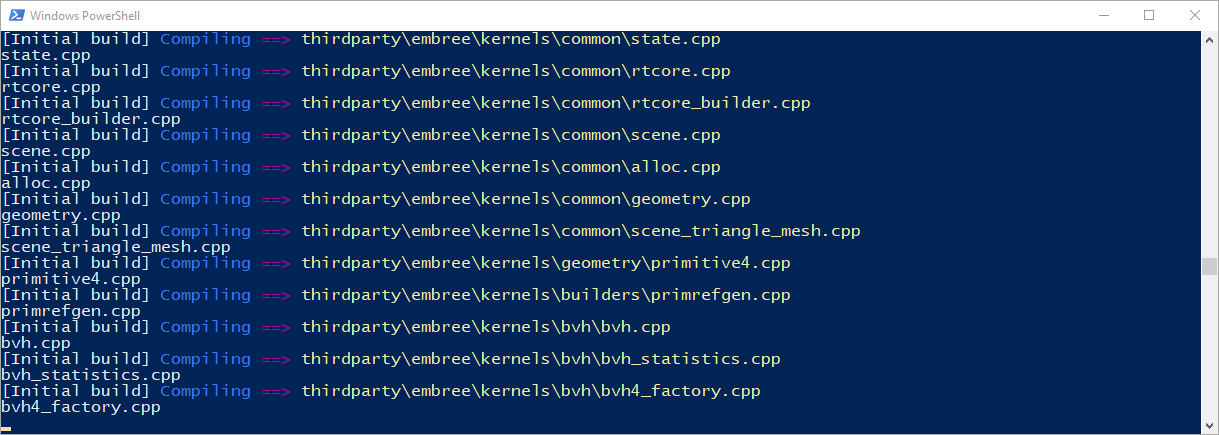 Windows PowerShell
[Initial build] Compiling ==> thirdparty\embree\kernels\common\state.cpp
state.cpp
[Initial build] Compiling ==> thirdparty\embree\kernels\common\rtcore.cpp
rtcore.cpp
[Initial build] Compiling ==> thirdparty\embree\kernels\common\rtcore_builder.cpp
rtcore_builder.cpp
[Initial build] Compiling ==> thirdparty\embree\kernels\common\scene.cpp
scene.cpp
[Initial build] Compiling ==> thirdparty\embree\kernels\common\alloc.cpp
alloc.cpp
[Initial build] Compiling ==> thirdparty\embree\kernels\common\geometry.cpp
geometry.cpp
[Initial build] Compiling ==> thirdparty\embree\kernels\common\scene_triangle_mesh.cpp
scene_triangle_mesh.cpp
[Initial build] Compiling ==> thirdparty\embree\kernels\geometry\primitive4.cpp
primitive4.cpp
[Initial build] Compiling ==> thirdparty\embree\kernels\builders\primrefgen.cpp
primrefgen.cpp
[Initial build] Compiling ==> thirdparty\embree\kernels\bvh\bvh.cpp
bvh.cpp
[Initial build] Compiling ==> thirdparty\embree\kernels\bvh\bvh_statistics.cpp
bvh_statistics.cpp
[Initial build] Compiling ==> thirdparty\embree\kernels\bvh\bvh4_factory.cpp
bvh4_factory.cpp